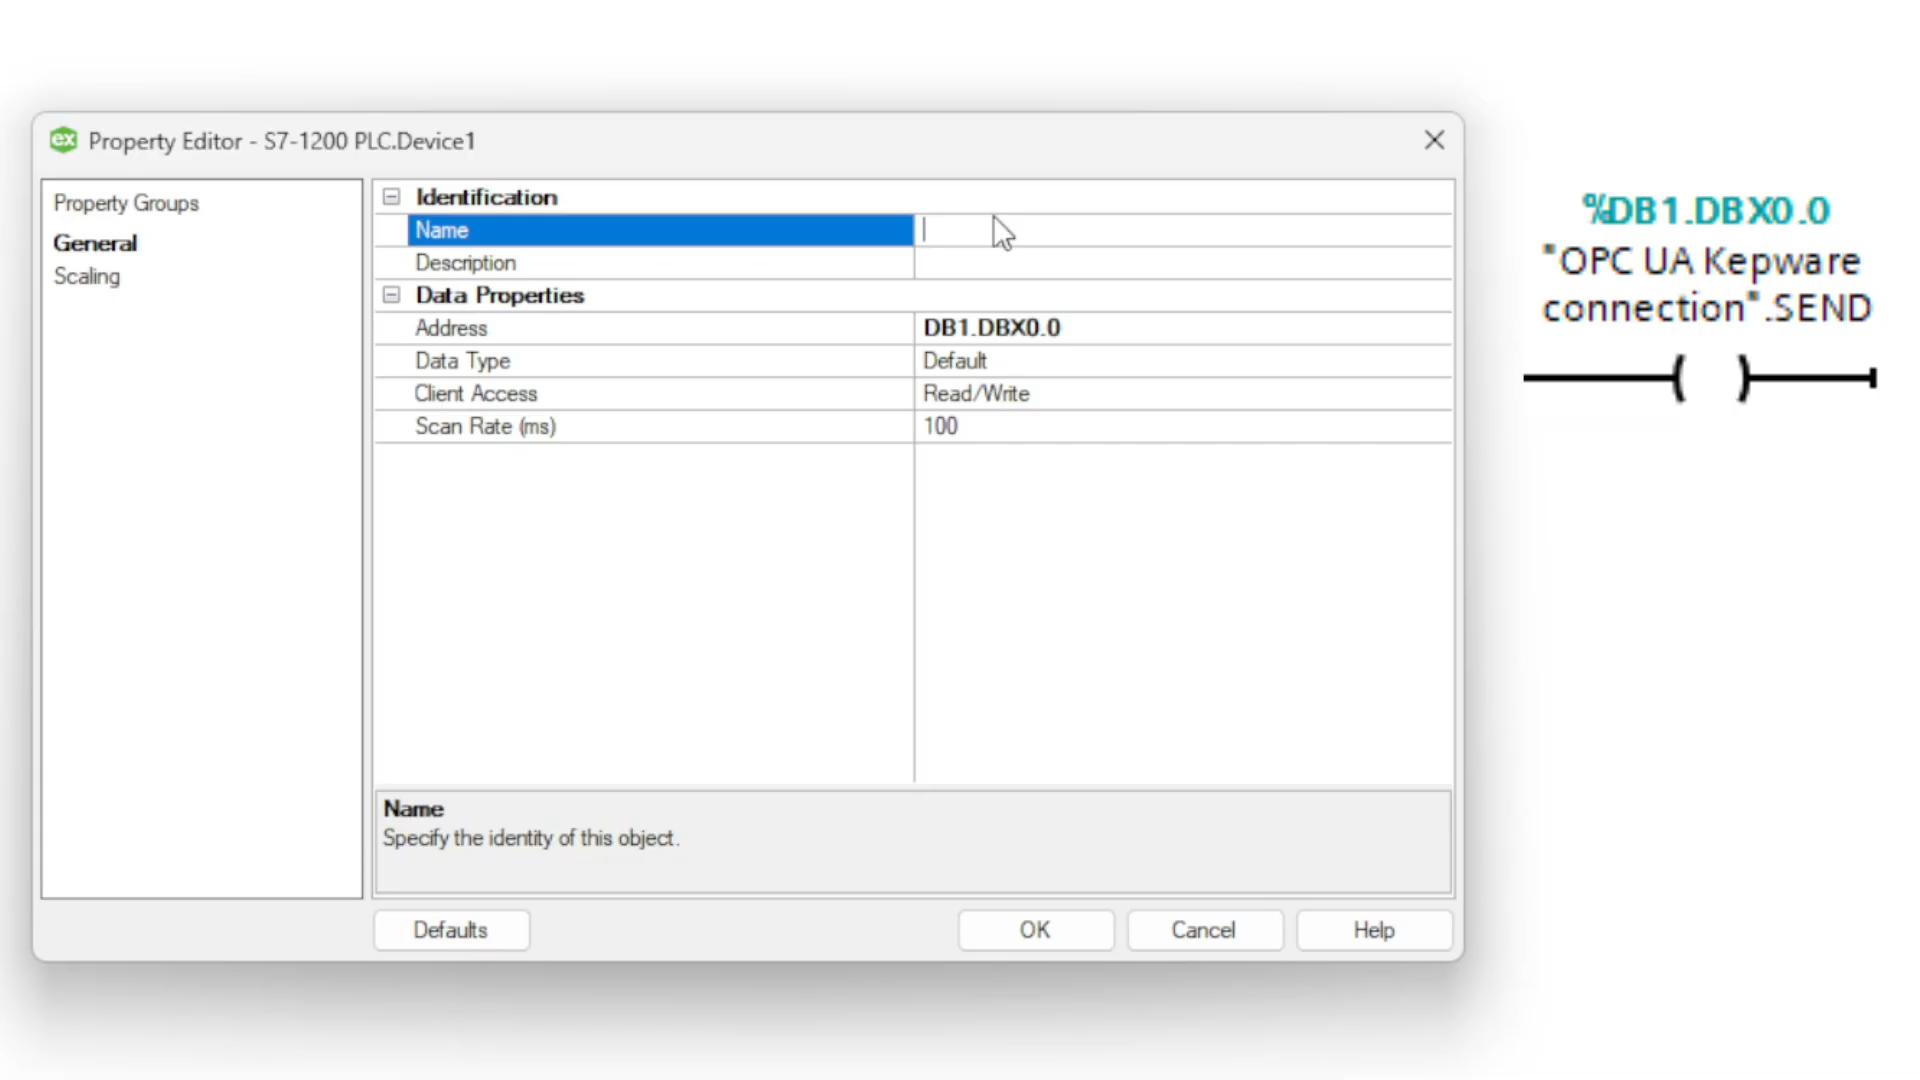 ex Property Editor - S7-1200 PLC.Device1
Property Groups
General
Scaling
Identification
Name
Description
Data Properties
Address DB1.DBX0.0
Data Type Default
Client Access Read/Write
Scan Rate (ms) 100
Name
Specify the identity of this object.
Defaults OK Cancel Help
%DB1.DBX0.0
"OPC UA Kepware
connection".SEND